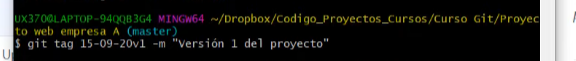 UX370@LAPTOP-94QQB3G4 MINGW64 ~/Dropbox/Codigo_Proyectos_Cursos/Curso Git/Proyec
to web empresa A (master)
$ git tag 15-09-20v1 -m "Versión 1 del proyecto"